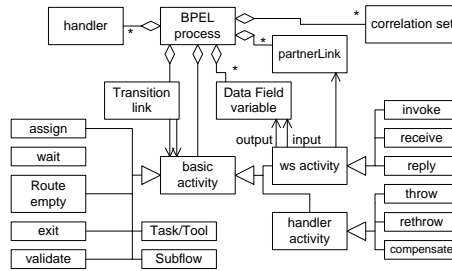 handler
BPEL
process
correlation set
*
*
*
partnerLink
Transition
link
*
Data Field
variable
output
input
assign
wait
Route
empty
exit
validate
Task/Tool
Subflow
basic
activity
ws activity
handler
activity
invoke
receive
reply
throw
rethrow
compensate